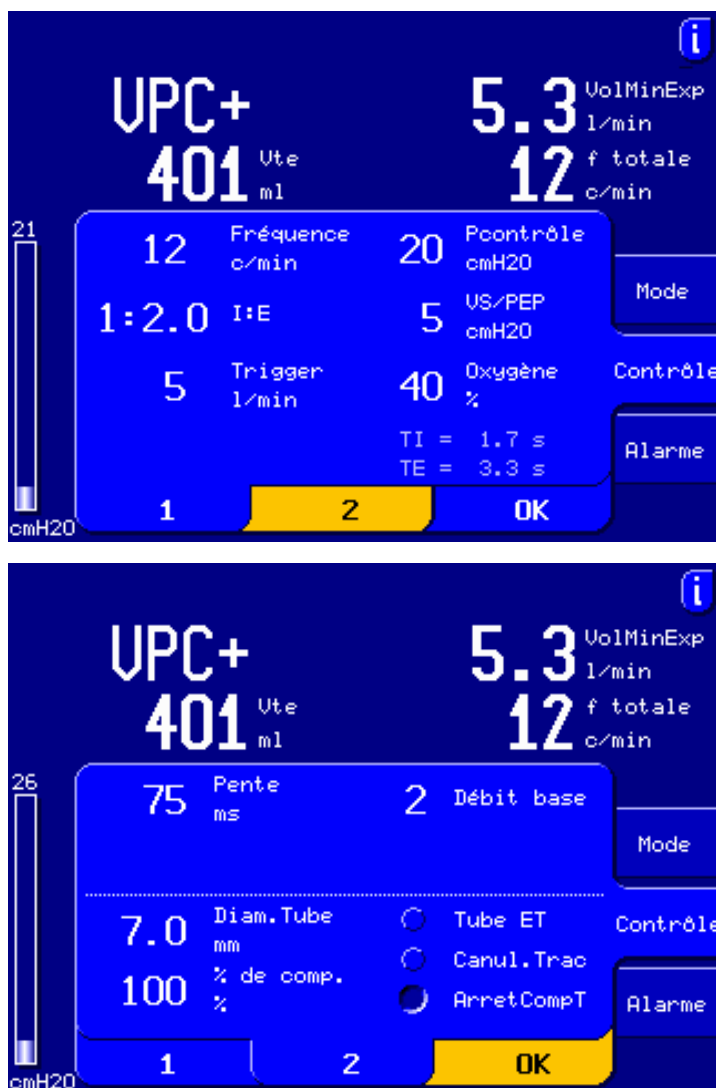 i
VPC+ 5.3 VolMinExp l/min
401 Vte ml 12 f totale c/min
21
12 Fréquence c/min 20 Pcontrôle cmH2O
Mode
1:2.0 I:E 5 VS/PEP cmH2O
5 Trigger l/min 40 Oxygène %
Contrôle
TI = 1.7 s
TE = 3.3 s
Alarme
1 2 OK
cmH2O
i
VPC+ 5.3 VolMinExp l/min
401 Vte ml 12 f totale c/min
26
75 Pente ms 2 Débit base
Mode
7.0 Diam.Tube mm Tube ET
Contrôle
Canul.Trac
100 % de comp. % ArretCompT
Alarme
1 2 OK
cmH2O